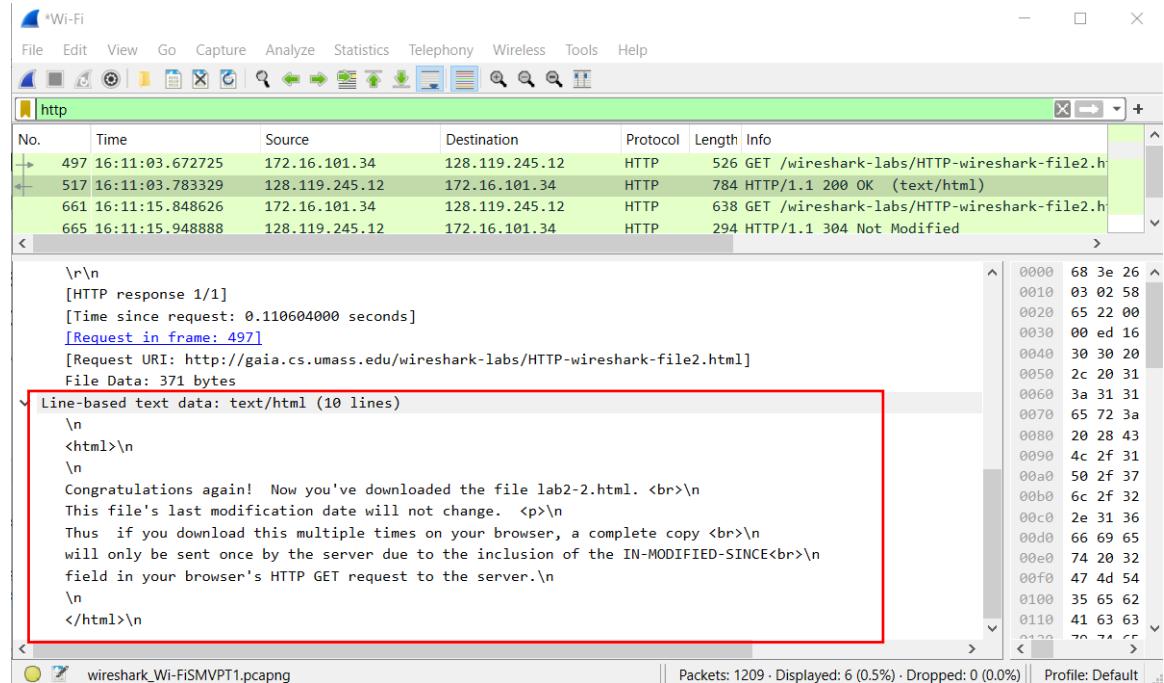 *Wi-Fi
File Edit View Go Capture Analyze Statistics Telephony Wireless Tools Help
http
No. Time Source Destination Protocol Length Info
497 16:11:03.672725 172.16.101.34 128.119.245.12 HTTP 526 GET /wireshark-labs/HTTP-wireshark-file2.h
517 16:11:03.783329 128.119.245.12 172.16.101.34 HTTP 784 HTTP/1.1 200 OK (text/html)
661 16:11:15.848626 172.16.101.34 128.119.245.12 HTTP 638 GET /wireshark-labs/HTTP-wireshark-file2.h
665 16:11:15.948888 128.119.245.12 172.16.101.34 HTTP 294 HTTP/1.1 304 Not Modified
\r\n
[HTTP response 1/1]
[Time since request: 0.110604000 seconds]
[Request in frame: 497]
[Request URI: http://gaia.cs.umass.edu/wireshark-labs/HTTP-wireshark-file2.html]
File Data: 371 bytes
Line-based text data: text/html (10 lines)
\n
<html>\n
\n
Congratulations again!  Now you've downloaded the file lab2-2.html. <br>\n
This file's last modification date will not change.  <p>\n
Thus  if you download this multiple times on your browser, a complete copy <br>\n
will only be sent once by the server due to the inclusion of the IN-MODIFIED-SINCE<br>\n
field in your browser's HTTP GET request to the server.\n
\n
</html>\n
0000 68 3e 26
0010 03 02 58
0020 65 22 00
0030 00 ed 16
0040 30 30 20
0050 2c 20 31
0060 3a 31 31
0070 65 72 3a
0080 20 28 43
0090 4c 2f 31
00a0 50 2f 37
00b0 6c 2f 32
00c0 2e 31 36
00d0 66 69 65
00e0 74 20 32
00f0 47 4d 54
0100 35 65 62
0110 41 63 63
wireshark_Wi-FiSMVPT1.pcapng
Packets: 1209 · Displayed: 6 (0.5%) · Dropped: 0 (0.0%)
Profile: Default